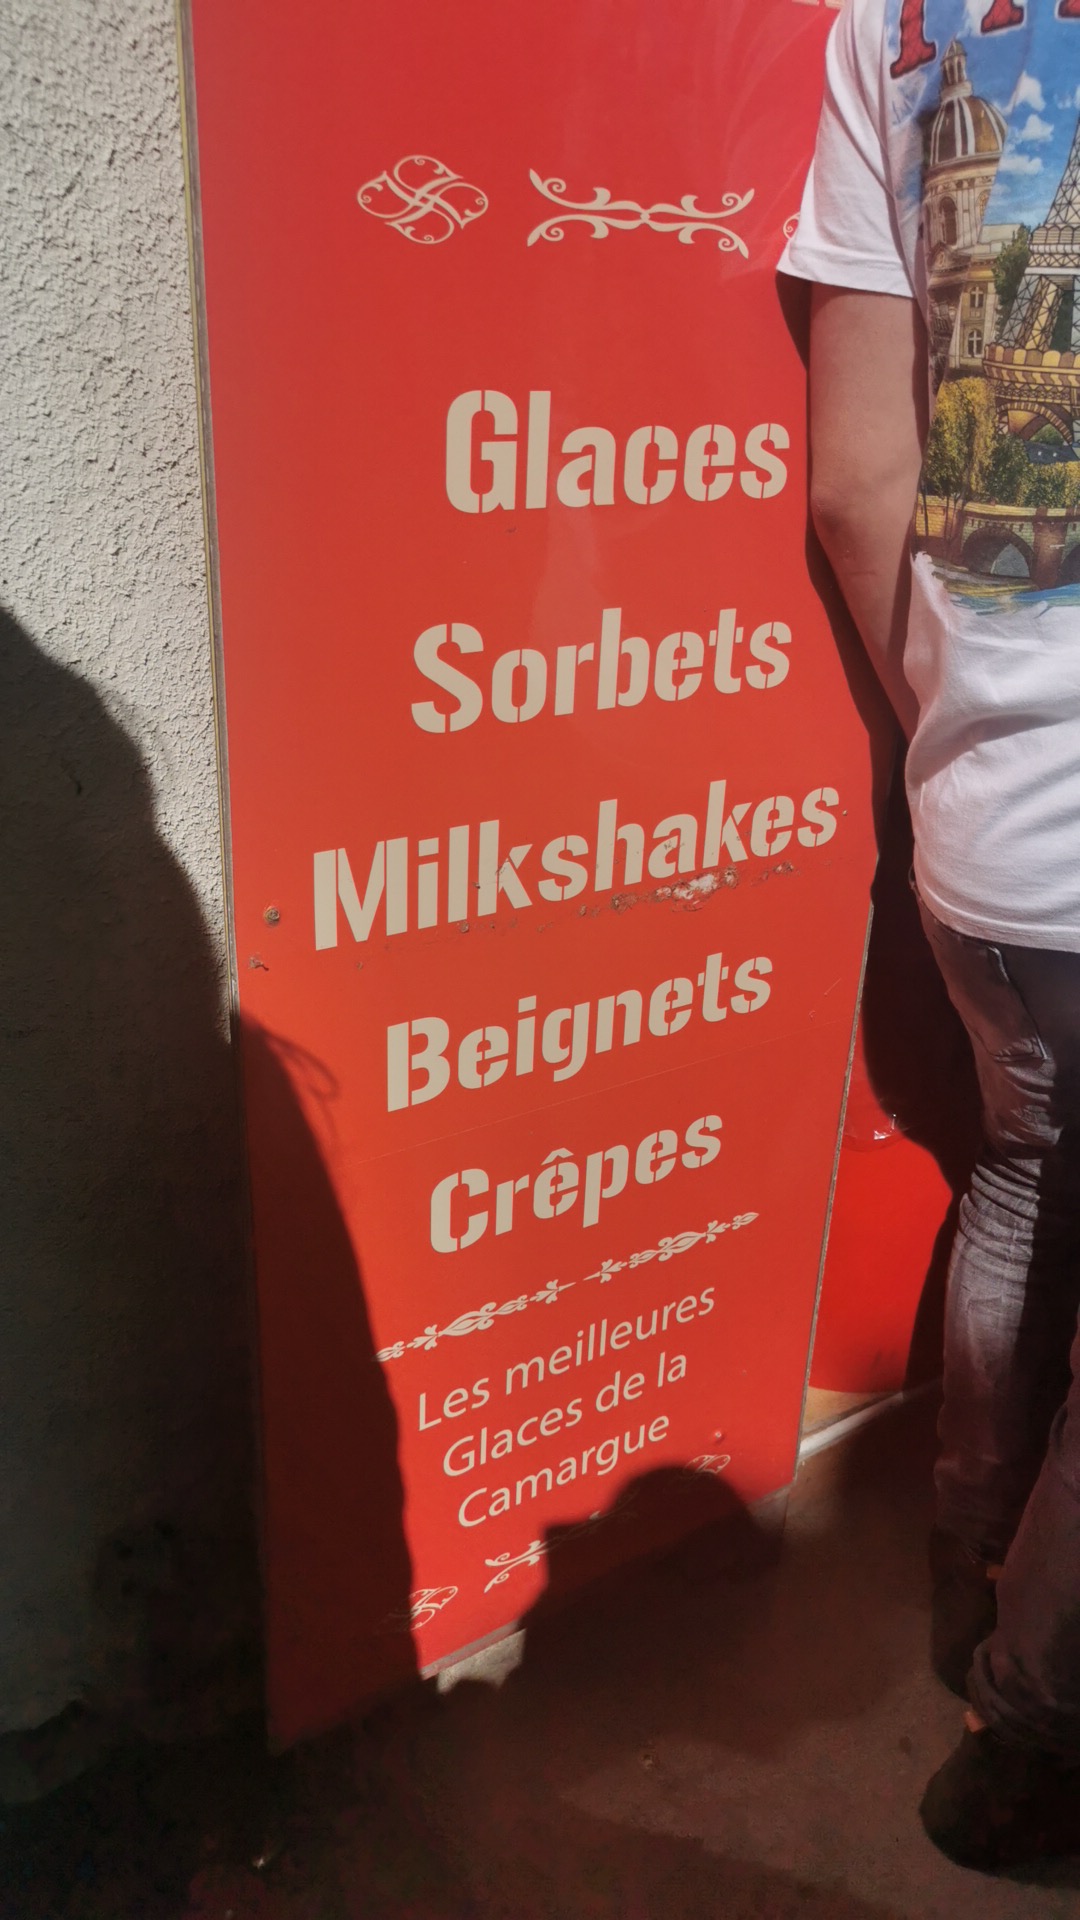 Glaces
Sorbets
Milkshakes
Beignets
Crêpes
Les meilleures
Glaces de la
Camargue